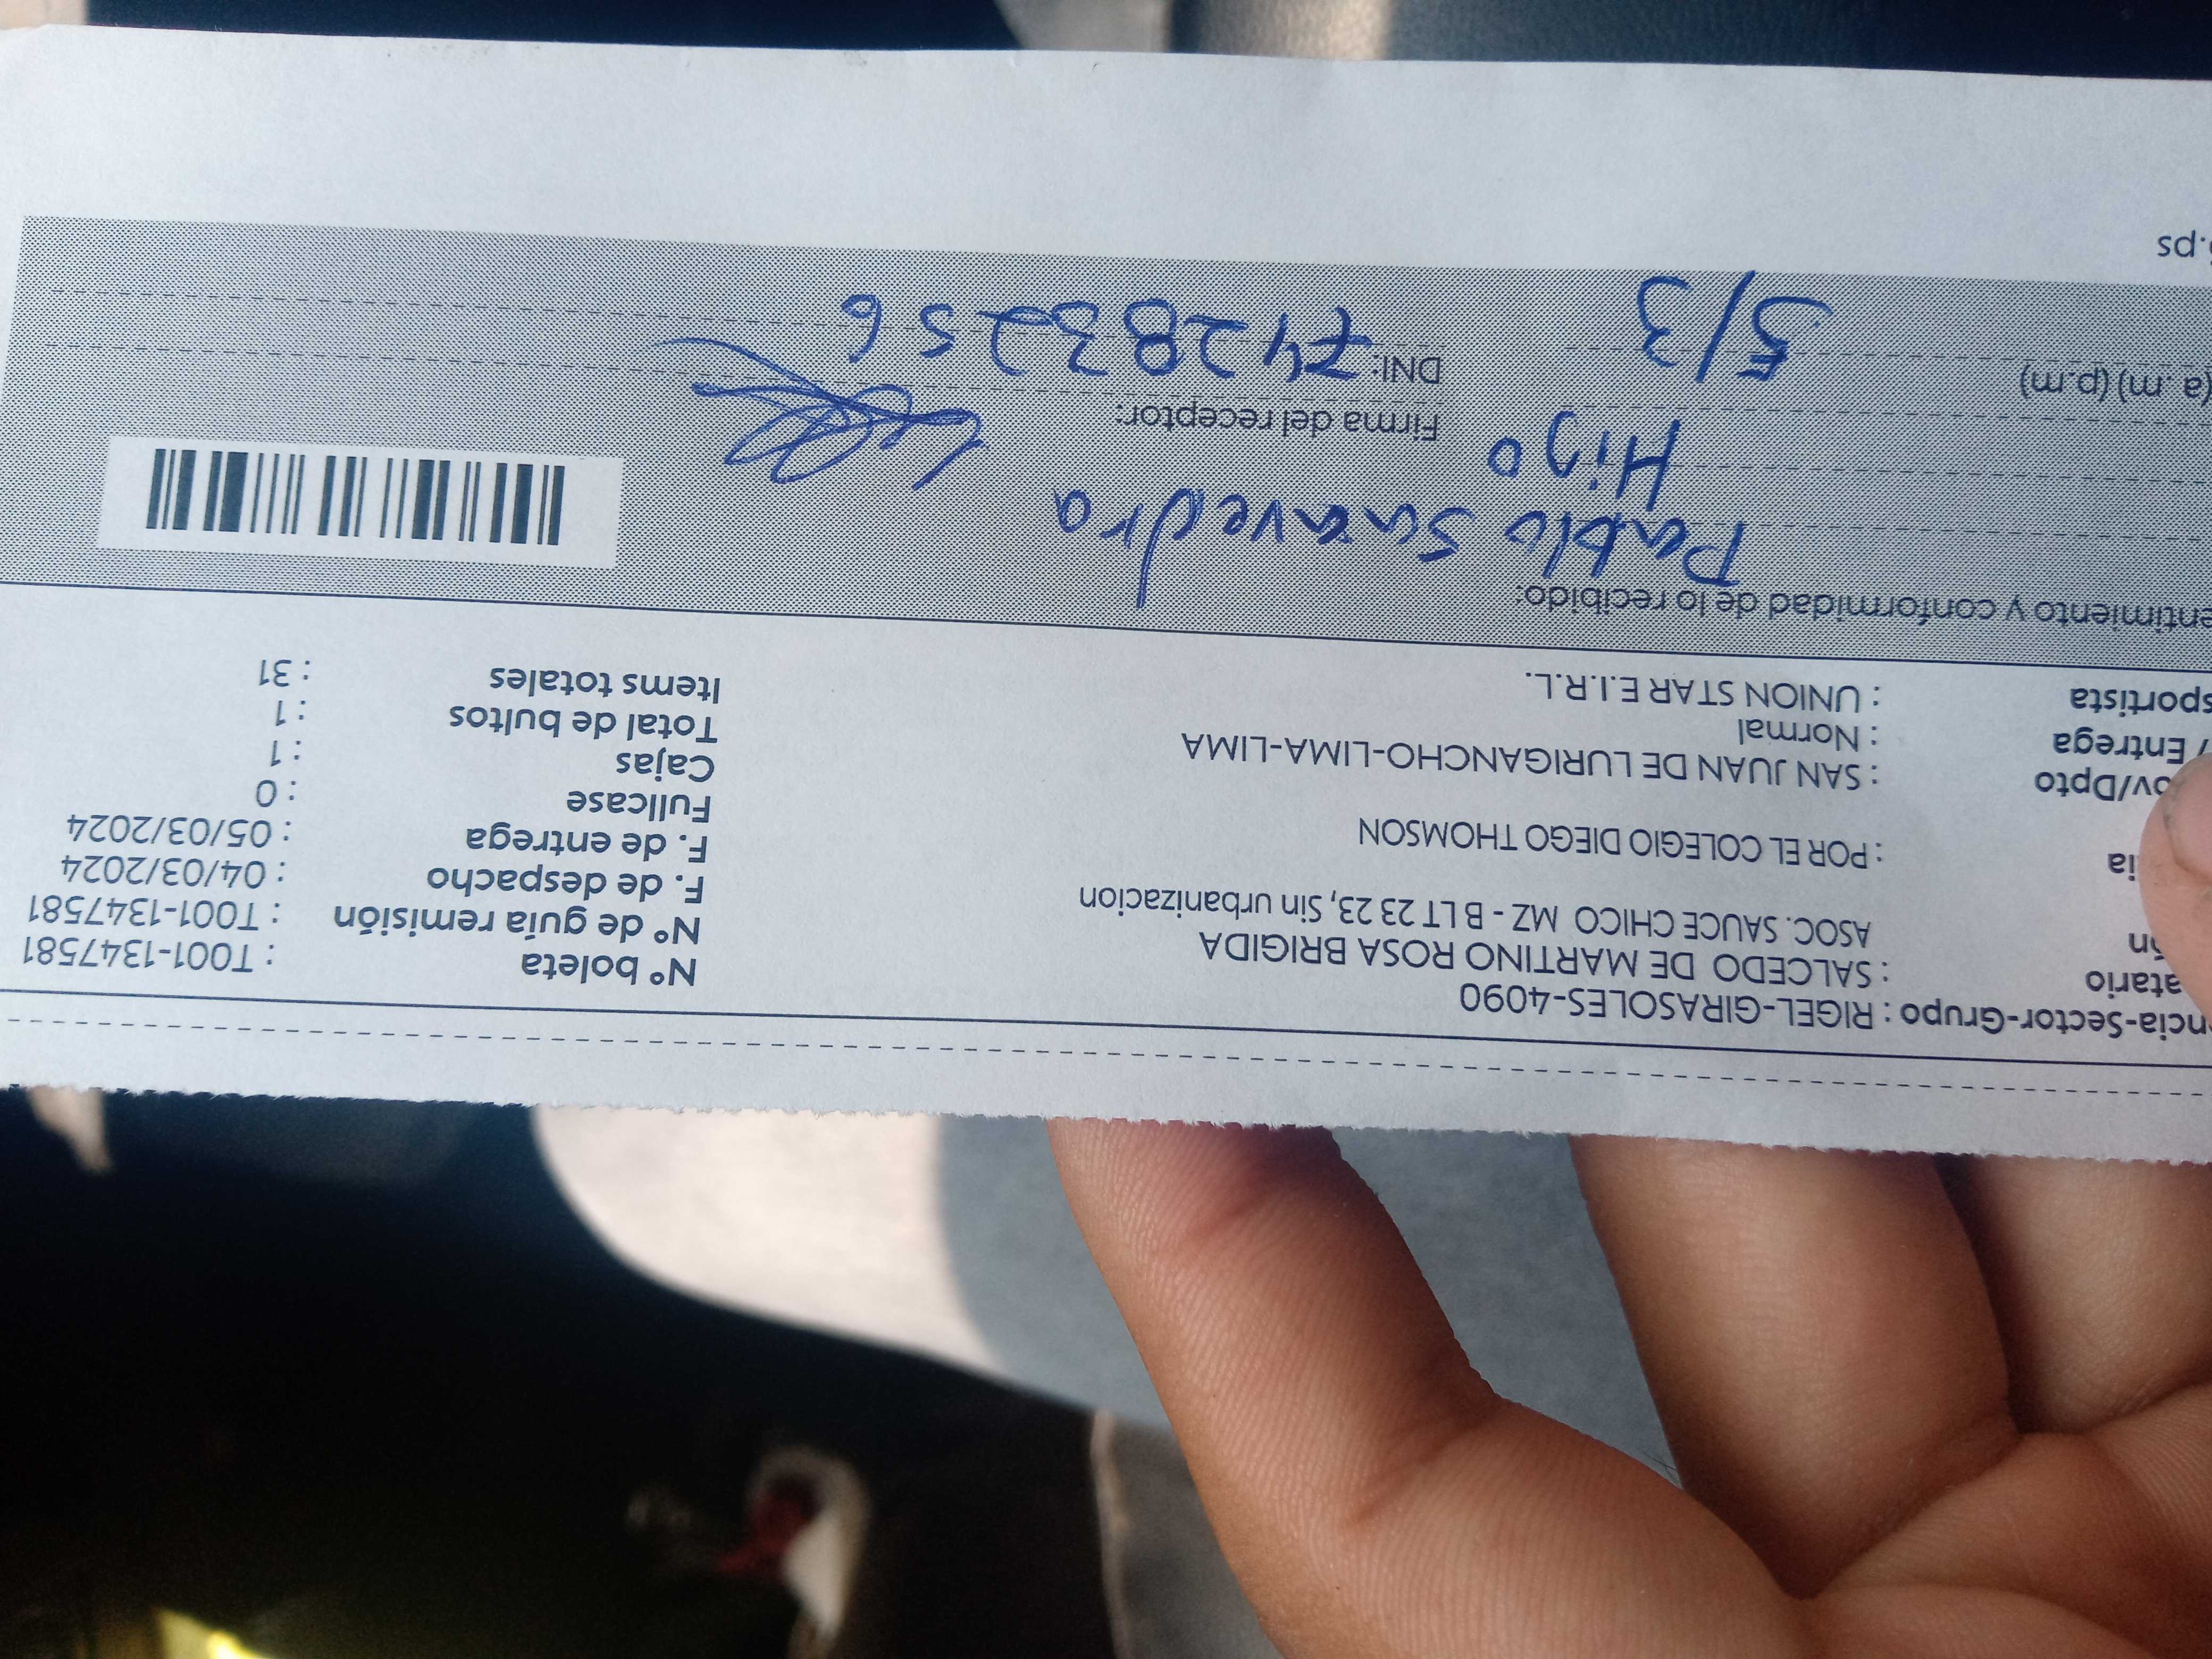 ncia-Sector-Grupo : RIGEL-GIRASOLES-4090
atario : SALCEDO DE MARTINO ROSA BRIGIDA
ón ASOC. SAUCE CHICO MZ - B LT 23 23, Sin urbanizacion
ia : POR EL COLEGIO DIEGO THOMSON
ov/Dpto : SAN JUAN DE LURIGANCHO-LIMA-LIMA
/ Entrega : Normal
sportista : UNION STAR E.I.R.L.
N° boleta : T001-1347581
N° de guía remisión : T001-1347581
F. de despacho : 04/03/2024
F. de entrega : 05/03/2024
Fullcase : 0
Cajas : 1
Total de bultos : 1
Items totales : 31
entimiento y conformidad de lo recibido:
Pablo Saavedra
Hijo
Firma del receptor:
(a .m) (p.m) 5/3
DNI: 74283256
.ps